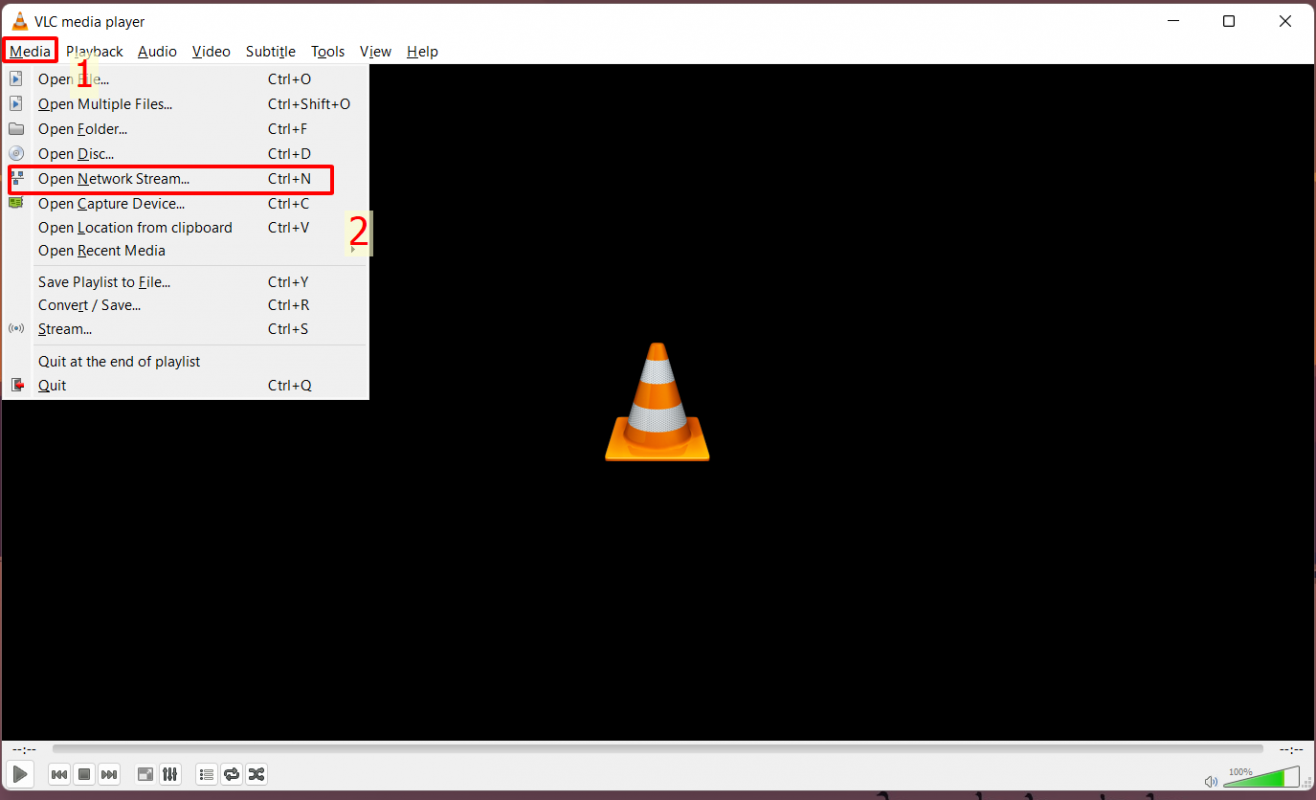 VLC media player
Media Playback Audio Video Subtitle Tools View Help
1
Open File... Ctrl+O
Open Multiple Files... Ctrl+Shift+O
Open Folder... Ctrl+F
Open Disc... Ctrl+D
Open Network Stream... Ctrl+N
Open Capture Device... Ctrl+C
Open Location from clipboard Ctrl+V
2
Open Recent Media
Save Playlist to File... Ctrl+Y
Convert / Save... Ctrl+R
Stream... Ctrl+S
Quit at the end of playlist
Quit Ctrl+Q
--:-- --:--
100%